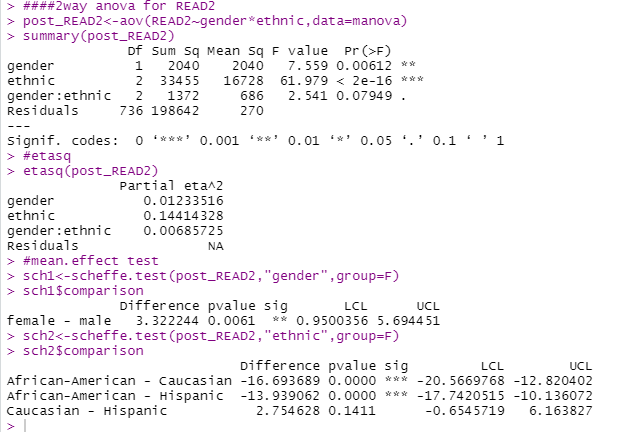 > ####2way anova for READ2
> post_READ2<-aov(READ2~gender*ethnic,data=manova)
> summary(post_READ2)
               Df Sum Sq Mean Sq F value  Pr(>F)
gender          1   2040    2040   7.559 0.00612 **
ethnic          2  33455   16728  61.979 < 2e-16 ***
gender:ethnic   2   1372     686   2.541 0.07949 .
Residuals     736 198642     270
---
Signif. codes:  0 ‘***’ 0.001 ‘**’ 0.01 ‘*’ 0.05 ‘.’ 0.1 ‘ ’ 1
> #etasq
> etasq(post_READ2)
              Partial eta^2
gender           0.01233516
ethnic           0.14414328
gender:ethnic    0.00685725
Residuals                NA
> #mean.effect test
> sch1<-scheffe.test(post_READ2,"gender",group=F)
> sch1$comparison
              Difference pvalue sig       LCL      UCL
female - male   3.322244 0.0061  ** 0.9500356 5.694451
> sch2<-scheffe.test(post_READ2,"ethnic",group=F)
> sch2$comparison
                             Difference pvalue sig         LCL        UCL
African-American - Caucasian -16.693689 0.0000 *** -20.5669768 -12.820402
African-American - Hispanic  -13.939062 0.0000 *** -17.7420515 -10.136072
Caucasian - Hispanic           2.754628 0.1411      -0.6545719   6.163827
>